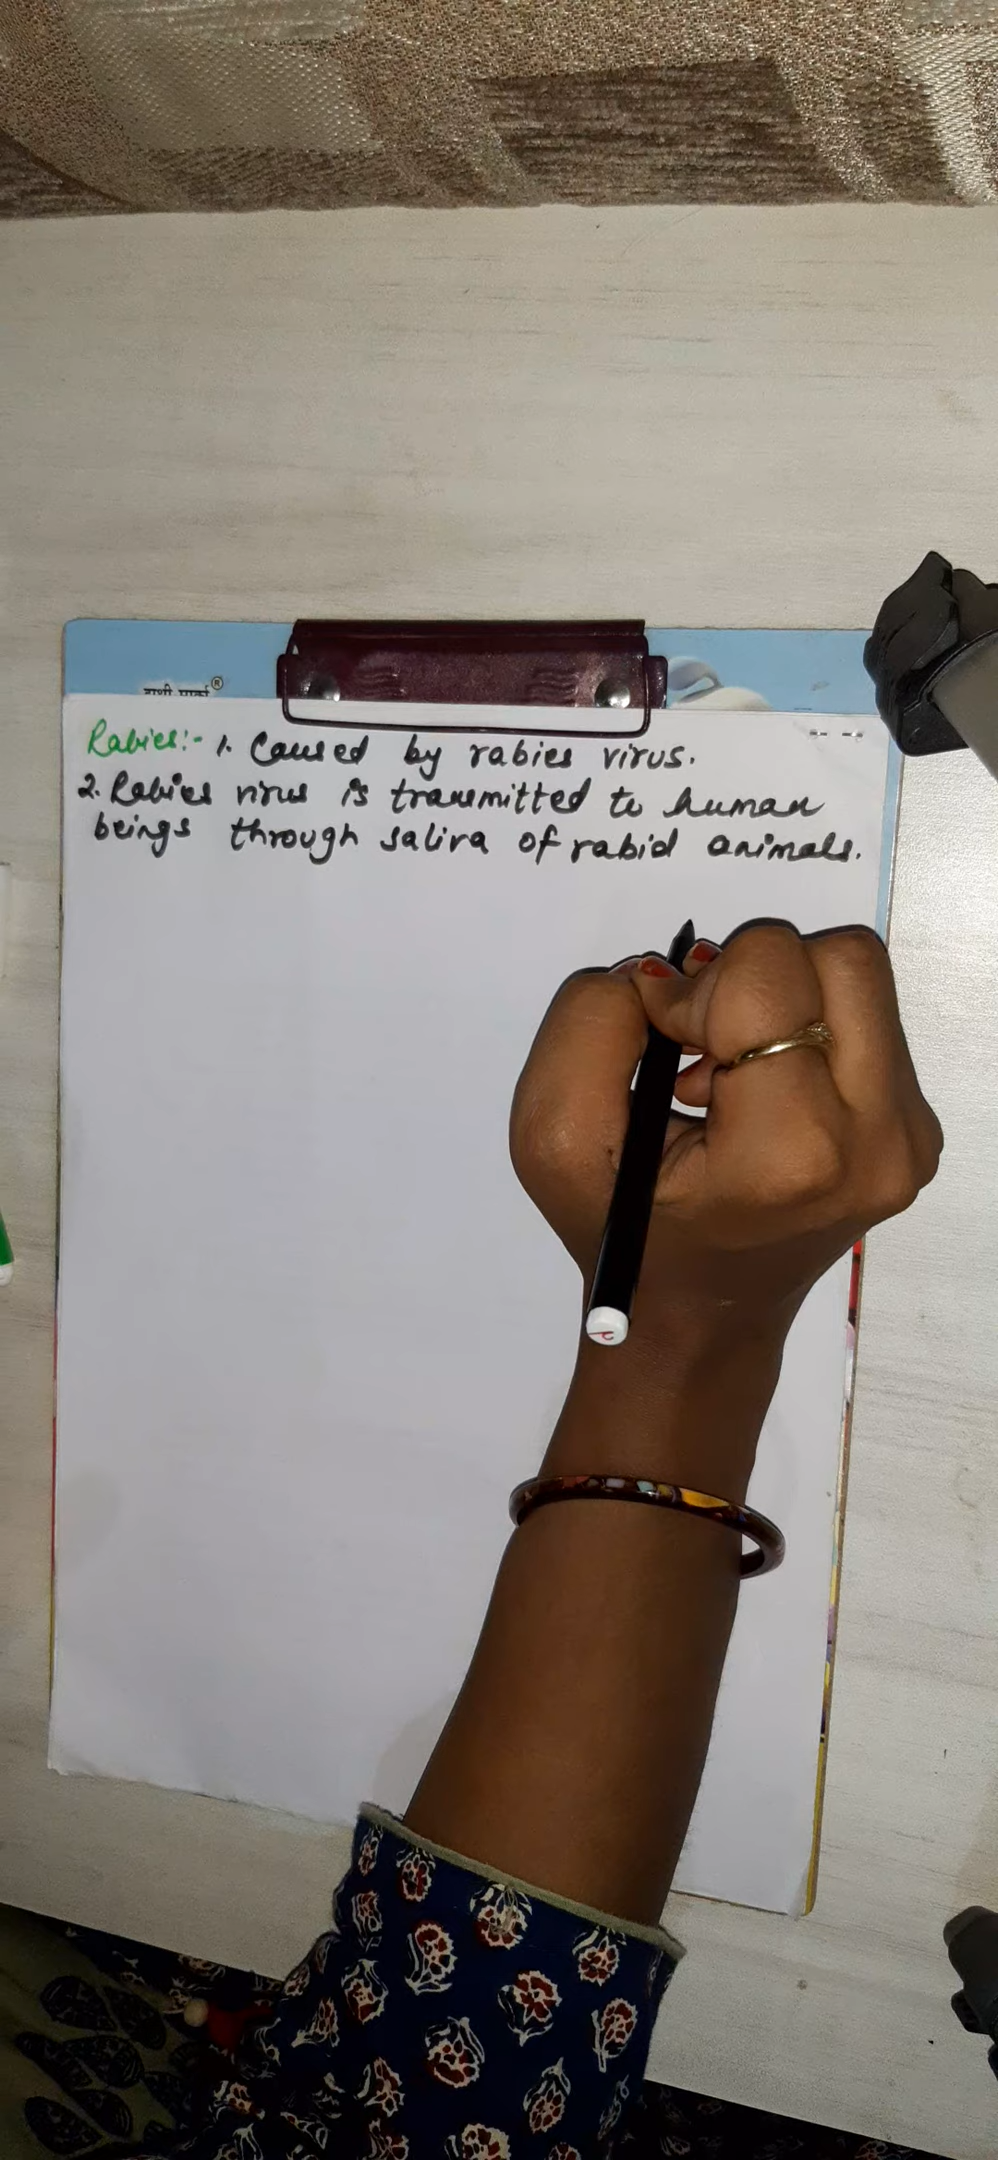 हाथी मार्का ®
Rabies:- 1. Caused by rabies virus.
2. Rabies virus is transmitted to human
beings through saliva of rabid animals.